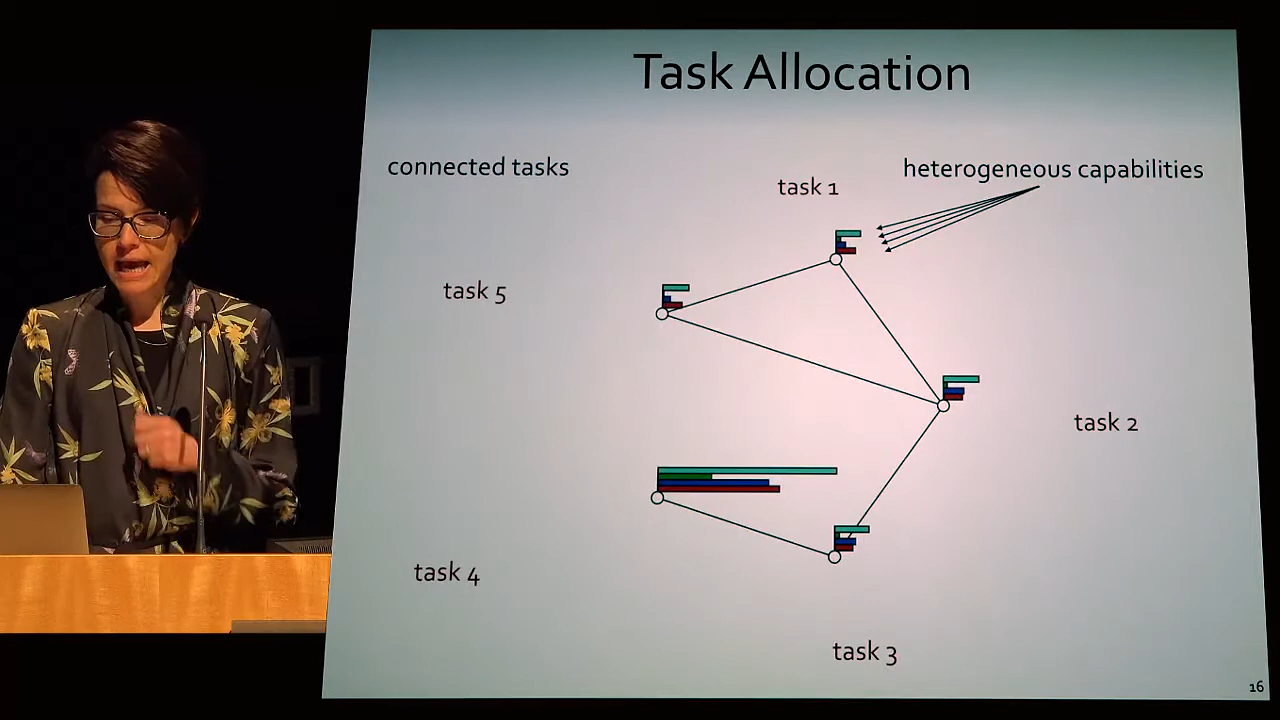 Task Allocation
connected tasks
heterogeneous capabilities
task 1
task 5
task 2
task 4
task 3
16